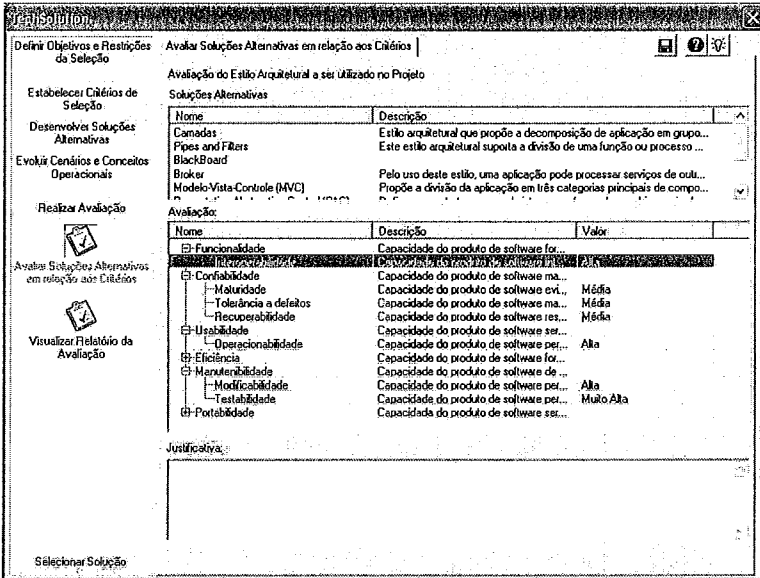 TechSolution
Definir Objetivos e Restrições
da Seleção
Estabelecer Critérios de
Seleção
Desenvolver Soluções
Alternativas
Evoluir Cenários e Conceitos
Operacionais
Realizar Avaliação
Avaliar Soluções Alternativas
em relação aos Critérios
Visualizar Relatório da
Avaliação
Selecionar Solução
Avaliar Soluções Alternativas em relação aos Critérios
Avaliação do Estilo Arquitetural a ser utilizado no Projeto
Soluções Alternativas
Nome Descrição
Camadas Estilo arquitetural que propõe a decomposição de aplicação em grupo...
Pipes and Filters Este estilo arquitetural suporta a divisão de uma função ou processo ...
BlackBoard
Broker Pelo uso deste estilo, uma aplicação pode processar serviços de outr...
Modelo-Vista-Controle (MVC) Propõe a divisão da aplicação em três categorias principais de compo...
Avaliação:
Nome Descrição Valor
Funcionalidade Capacidade do produto de software for...
Interoperabilidade Capacidade do produto de software Alta
Confiabilidade Capacidade do produto de software ma...
Maturidade Capacidade do produto de software evi... Média
Tolerância a defeitos Capacidade do produto de software ma... Média
Recuperabilidade Capacidade do produto de software res... Média
Usabilidade Capacidade do produto de software ser...
Operacionabilidade Capacidade do produto de software per... Alta
Eficiência Capacidade do produto de software for...
Manutenibilidade Capacidade do produto de software de ...
Modificabilidade Capacidade do produto de software per... Alta
Testabilidade Capacidade do produto de software per... Muito Alta
Portabilidade Capacidada do produto de software ser...
Justificativa: